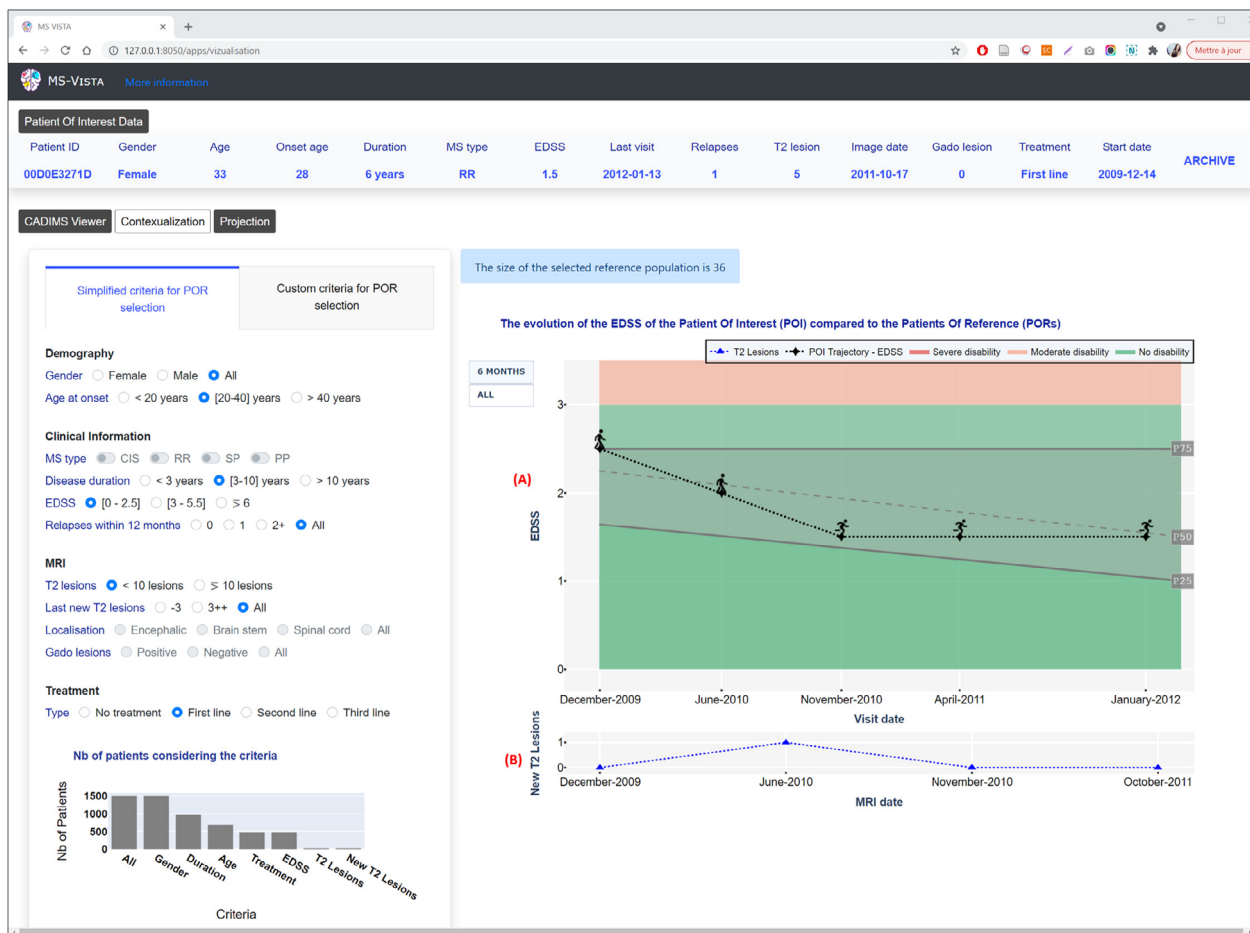 MS VISTA
127.0.0.1:8050/apps/vizualisation
Mettre à jour
MS-VISTA More information
Patient Of Interest Data
Patient ID Gender Age Onset age Duration MS type EDSS Last visit Relapses T2 lesion Image date Gado lesion Treatment Start date
00D0E3271D Female 33 28 6 years RR 1.5 2012-01-13 1 5 2011-10-17 0 First line 2009-12-14 ARCHIVE
CADIMS Viewer Contexualization Projection
Simplified criteria for POR
selection
Custom criteria for POR
selection
Demography
Gender Female Male All
Age at onset < 20 years [20-40] years > 40 years
Clinical Information
MS type CIS RR SP PP
Disease duration < 3 years [3-10] years > 10 years
EDSS [0 - 2.5] [3 - 5.5] ⩽ 6
Relapses within 12 months 0 1 2+ All
MRI
T2 lesions < 10 lesions ⩾ 10 lesions
Last new T2 lesions -3 3++ All
Localisation Encephalic Brain stem Spinal cord All
Gado lesions Positive Negative All
Treatment
Type No treatment First line Second line Third line
Nb of patients considering the criteria
Nb of Patients
1500
1000
500
0
All Gender Duration Age Treatment EDSS T2 Lesions New T2 Lesions
Criteria
The size of the selected reference population is 36
The evolution of the EDSS of the Patient Of Interest (POI) compared to the Patients Of Reference (PORs)
T2 Lesions POI Trajectory - EDSS Severe disability Moderate disability No disability
6 MONTHS
ALL
(A)
EDSS
3
2
1
0
P75
P50
P25
December-2009 June-2010 November-2010 April-2011 January-2012
Visit date
(B)
New T2 Lesions
1
0
December-2009 June-2010 November-2010 October-2011
MRI date